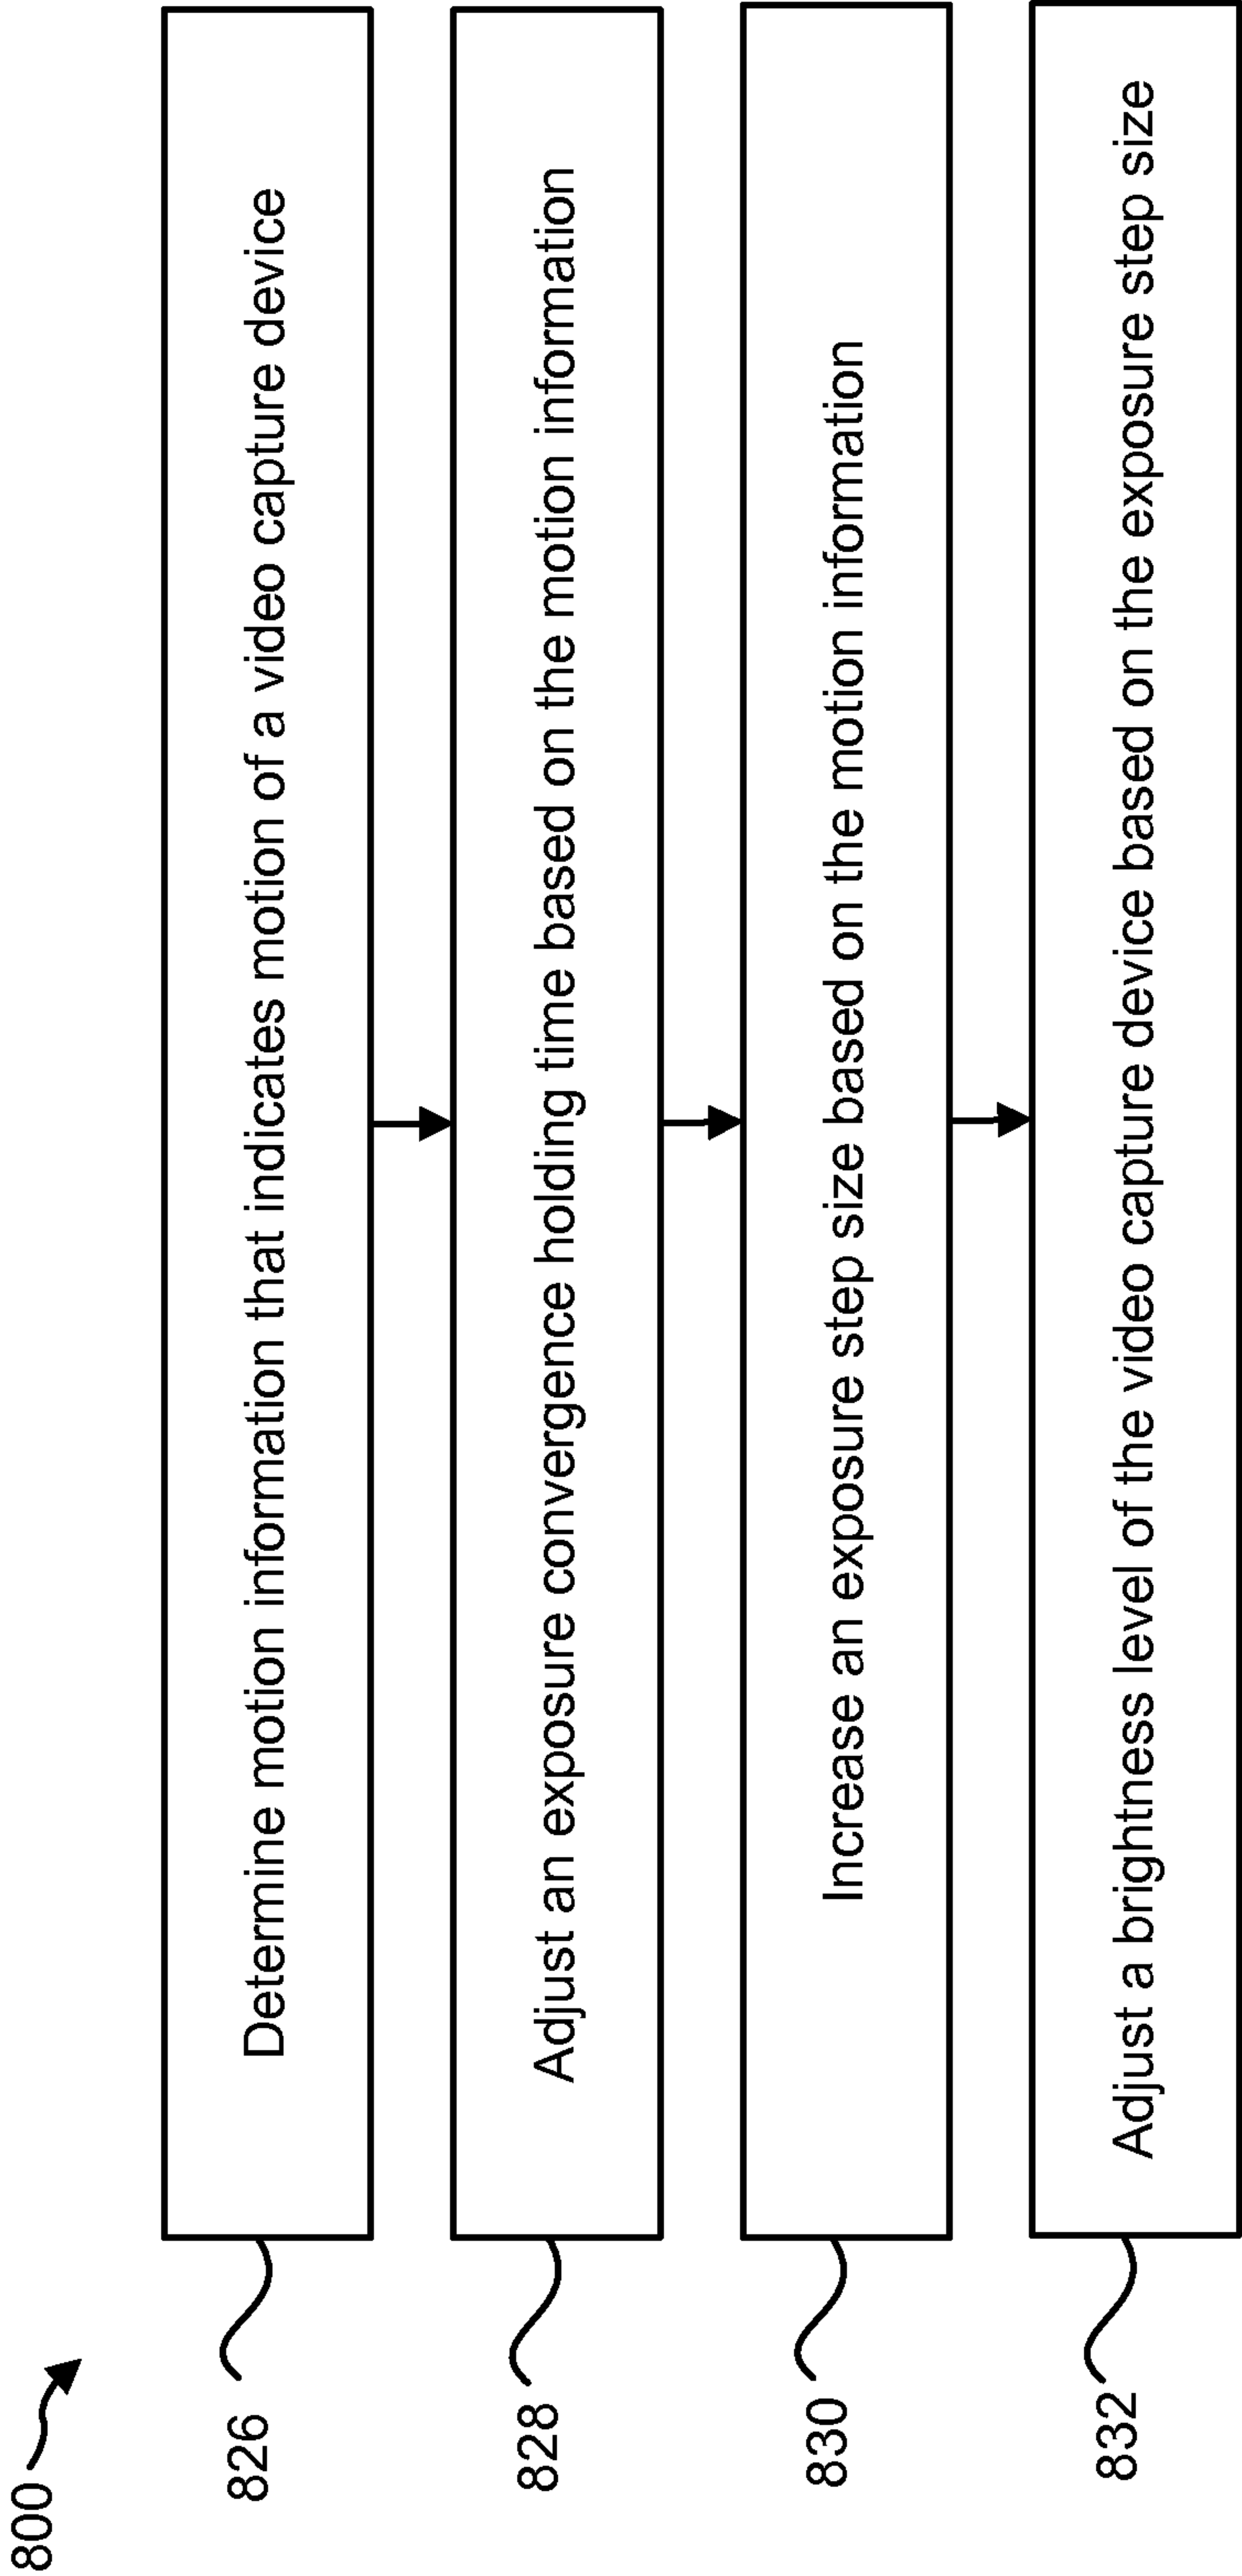 800
826
Determine motion information that indicates motion of a video capture device
828
Adjust an exposure convergence holding time based on the motion information
830
Increase an exposure step size based on the motion information
832
Adjust a brightness level of the video capture device based on the exposure step size